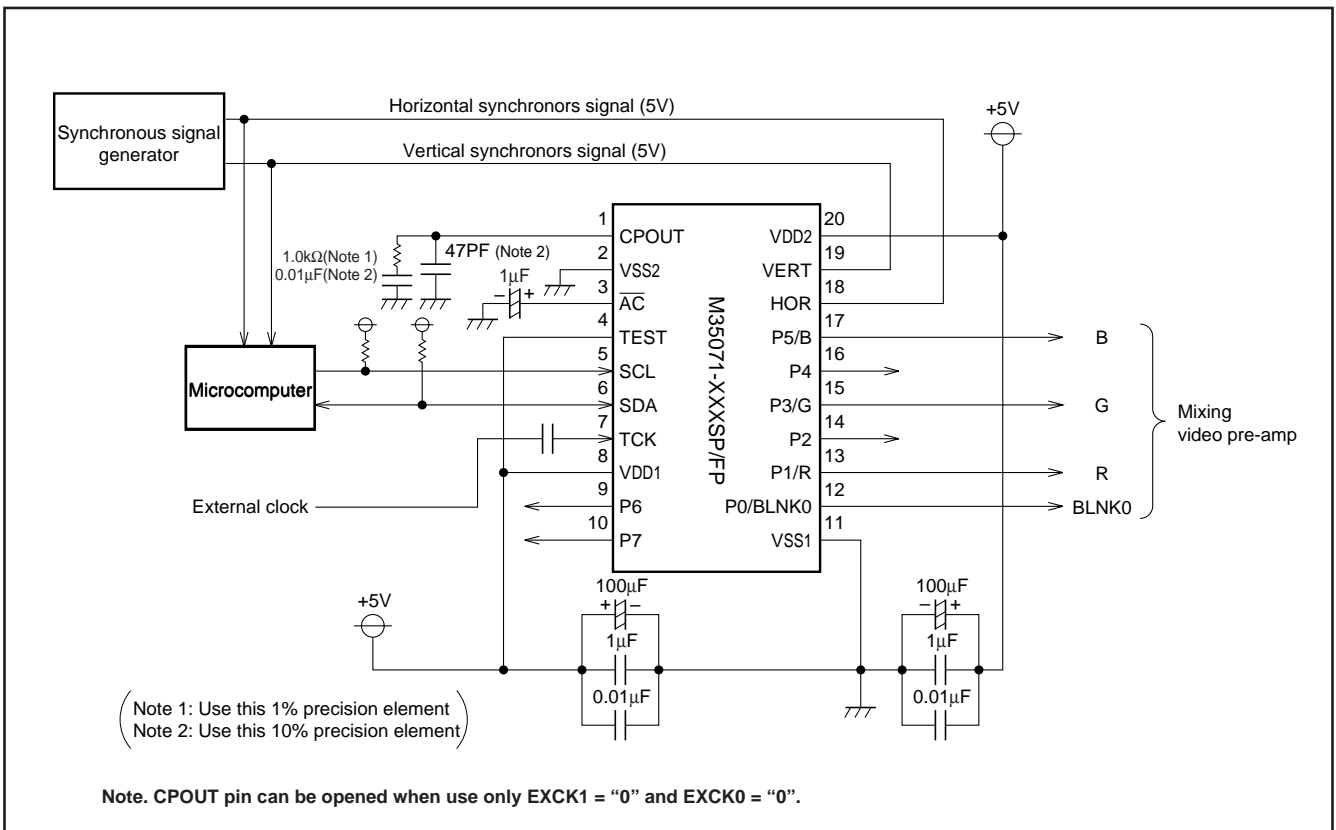 Horizontal synchronors signal (5V)
+5V
Synchronous signal
generator
Vertical synchronors signal (5V)
1.0kΩ(Note 1)
0.01µF(Note 2)
47PF (Note 2)
1µF
– +
Microcomputer
External clock
1
CPOUT
2
VSS2
3
AC
4
TEST
5
SCL
6
SDA
7
TCK
8
VDD1
9
P6
10
P7
M35071-XXXSP/FP
20
VDD2
19
VERT
18
HOR
17
P5/B
16
P4
15
P3/G
14
P2
13
P1/R
12
P0/BLNK0
11
VSS1
B
G
R
BLNK0
Mixing
video pre-amp
+5V
100µF
+ –
1µF
0.01µF
100µF
– +
1µF
0.01µF
Note 1: Use this 1% precision element
Note 2: Use this 10% precision element
Note. CPOUT pin can be opened when use only EXCK1 = “0” and EXCK0 = “0”.